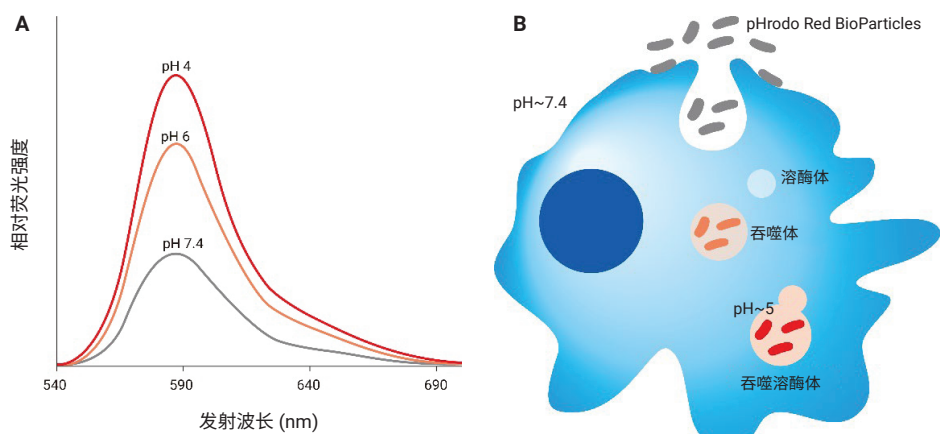 A
pH 4
pH 6
pH 7.4
相对荧光强度
540
590
640
690
发射波长 (nm)
B
pHrodo Red BioParticles
pH~7.4
溶酶体
吞噬体
pH~5
吞噬溶酶体